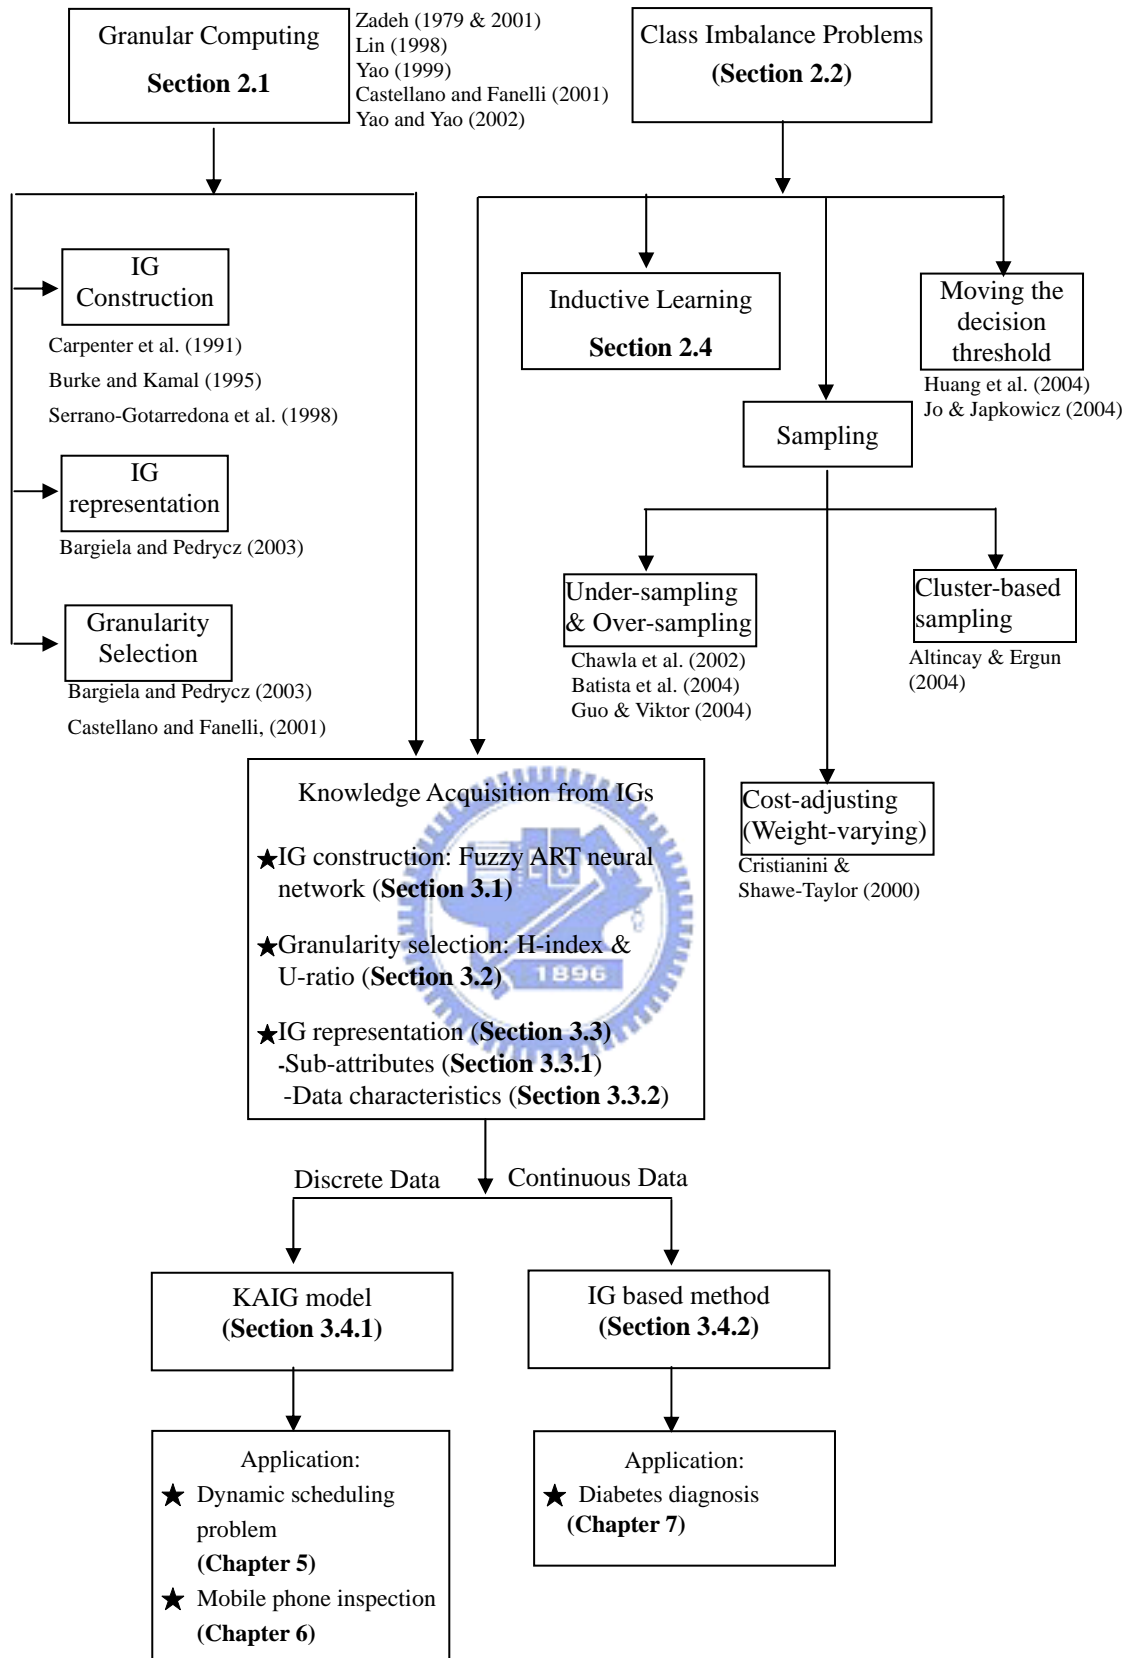 Granular Computing
Section 2.1
Zadeh (1979 & 2001)
Lin (1998)
Yao (1999)
Castellano and Fanelli (2001)
Yao and Yao (2002)
Class Imbalance Problems
(Section 2.2)
IG
Construction
Carpenter et al. (1991)
Burke and Kamal (1995)
Serrano-Gotarredona et al. (1998)
IG
representation
Bargiela and Pedrycz (2003)
Granularity
Selection
Bargiela and Pedrycz (2003)
Castellano and Fanelli, (2001)
Inductive Learning
Section 2.4
Moving the
decision
threshold
Huang et al. (2004)
Jo & Japkowicz (2004)
Sampling
Under-sampling
& Over-sampling
Chawla et al. (2002)
Batista et al. (2004)
Guo & Viktor (2004)
Cluster-based
sampling
Altincay & Ergun
(2004)
Cost-adjusting
(Weight-varying)
Cristianini &
Shawe-Taylor (2000)
Knowledge Acquisition from IGs
★IG construction: Fuzzy ART neural
network (Section 3.1)
★Granularity selection: H-index &
U-ratio (Section 3.2)
★IG representation (Section 3.3)
-Sub-attributes (Section 3.3.1)
-Data characteristics (Section 3.3.2)
1896
Discrete Data
Continuous Data
KAIG model
(Section 3.4.1)
IG based method
(Section 3.4.2)
Application:
★ Dynamic scheduling
problem
(Chapter 5)
★ Mobile phone inspection
(Chapter 6)
Application:
★ Diabetes diagnosis
(Chapter 7)